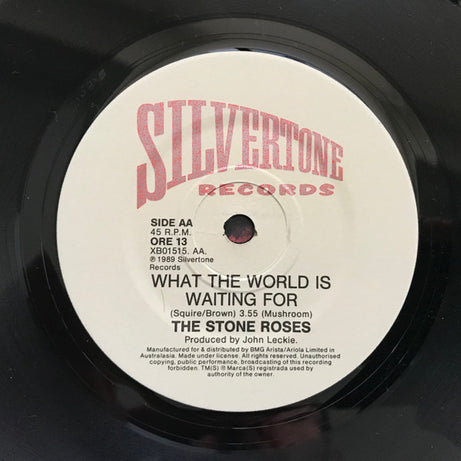 SILVERTONE
RECORDS
SIDE AA
45 R.P.M.
ORE 13
XB01515. AA.
℗ 1989 Silvertone
Records
WHAT THE WORLD IS
WAITING FOR
(Squire/Brown) 3.55 (Mushroom)
THE STONE ROSES
Produced by John Leckie.
Manufactured for & distributed by BMG Arista/Ariola Limited in
Australasia. Made under license. All rights reserved. Unauthorised
copying, public performance, broadcasting of this recording
forbidden. TM(S) ® Marca(S) registrada used by
authority of the owner.